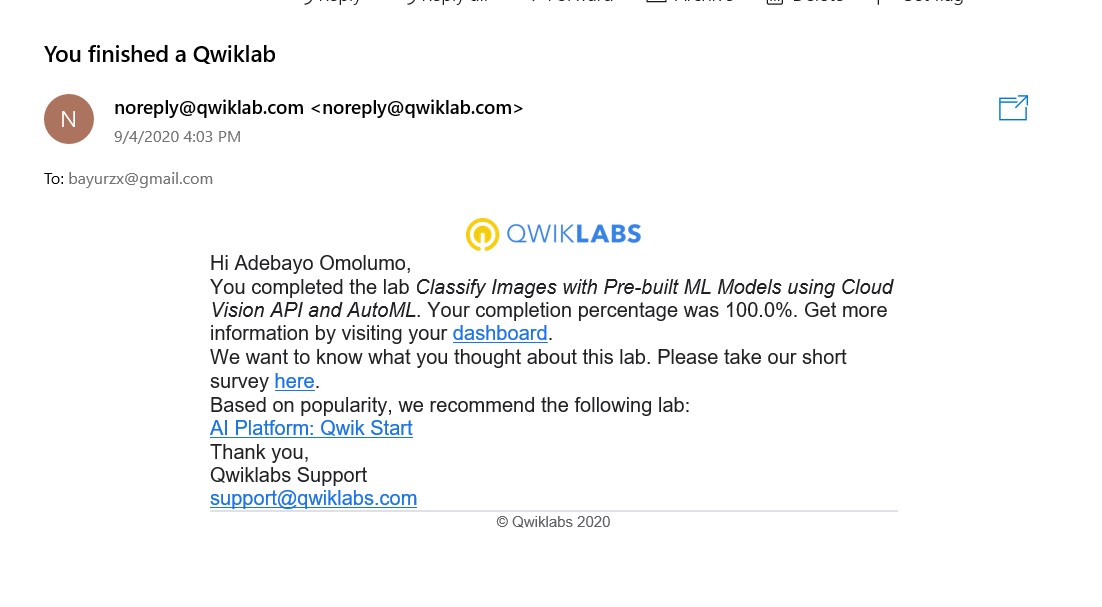 You finished a Qwiklab
N
noreply@qwiklab.com <noreply@qwiklab.com>
9/4/2020 4:03 PM
To: bayurzx@gmail.com
QWIKLABS
Hi Adebayo Omolumo,
You completed the lab Classify Images with Pre-built ML Models using Cloud
Vision API and AutoML. Your completion percentage was 100.0%. Get more
information by visiting your dashboard.
We want to know what you thought about this lab. Please take our short
survey here.
Based on popularity, we recommend the following lab:
AI Platform: Qwik Start
Thank you,
Qwiklabs Support
support@qwiklabs.com
© Qwiklabs 2020